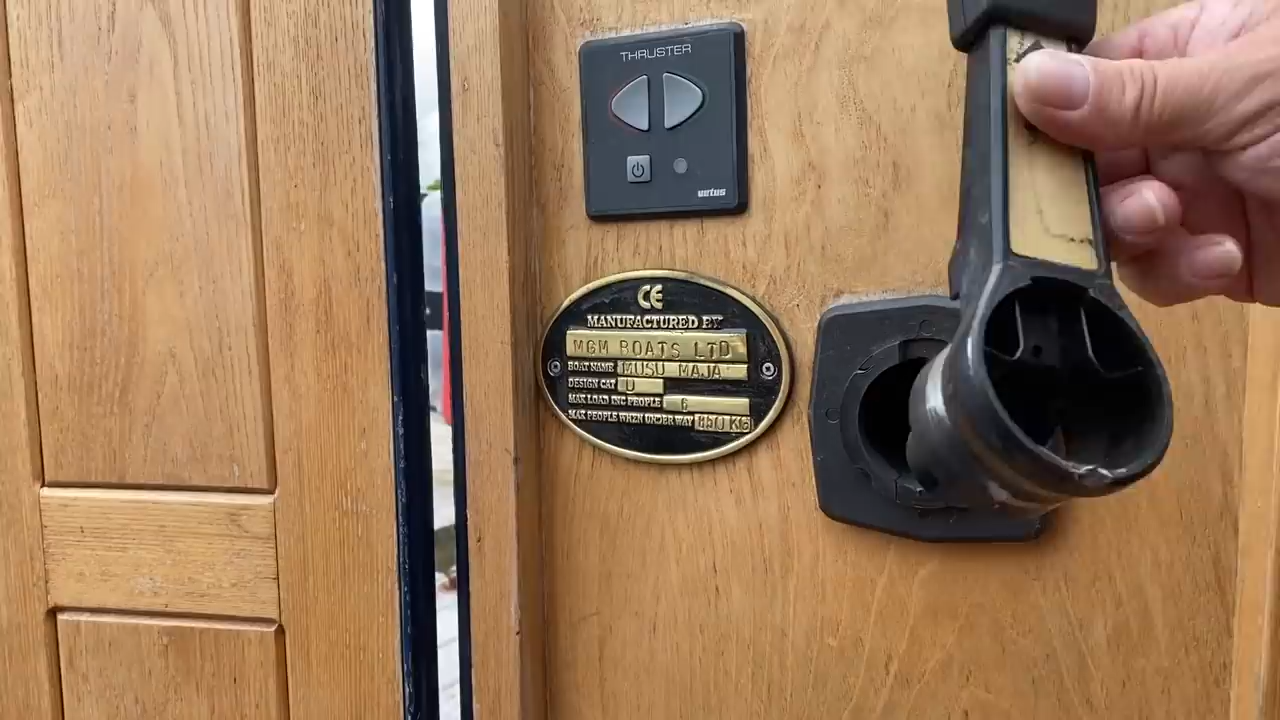 THRUSTER
vetus
CE
MANUFACTURED BY
MGM BOATS LTD
BOAT NAME MUSU MAJA
DESIGN CAT D
MAX LOAD INC PEOPLE 6
MAX PEOPLE WHEN UNDER WAY 650 KG